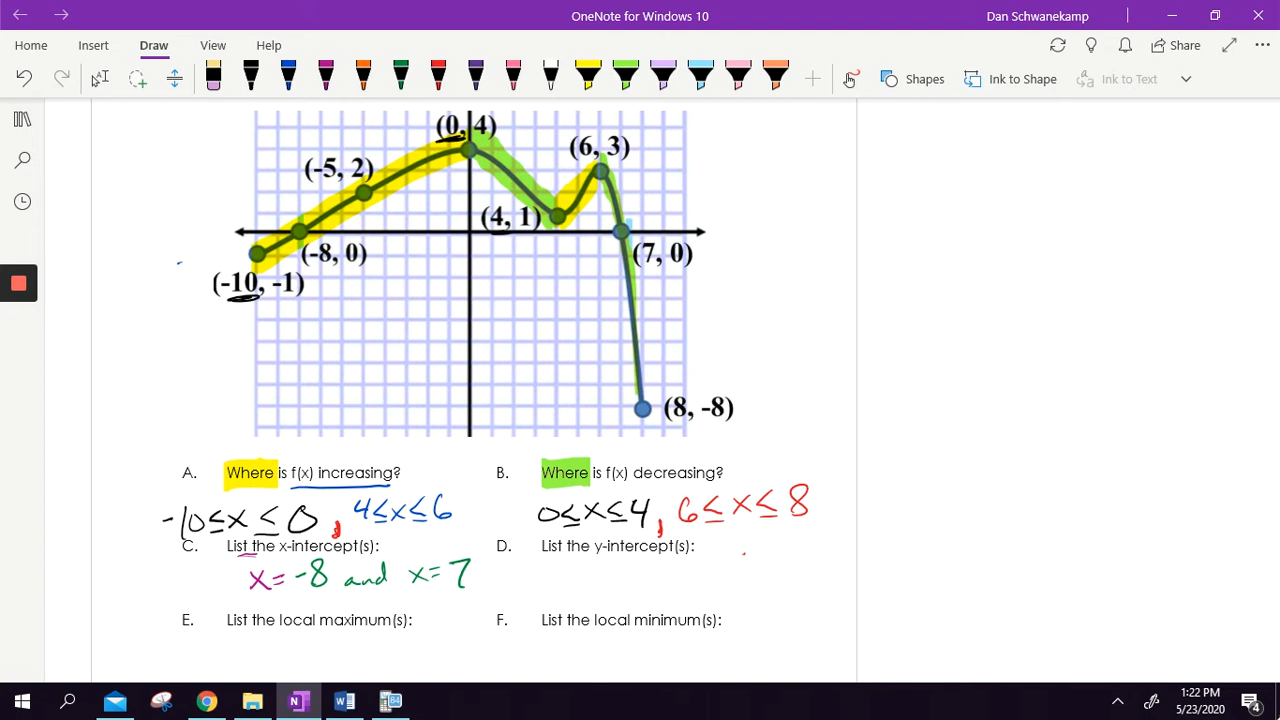 OneNote for Windows 10
Dan Schwanekamp
Home Insert Draw View Help
Share
Shapes
Ink to Shape
Ink to Text
(0, 4)
(6, 3)
(-5, 2)
(4, 1)
(-8, 0)
(7, 0)
(-10, -1)
(8, -8)
A. Where is f(x) increasing?
B. Where is f(x) decreasing?
-10≤x≤0, 4≤x≤6
0≤x≤4, 6≤x≤8
C. List the x-intercept(s):
D. List the y-intercept(s):
x=-8 and x=7
E. List the local maximum(s):
F. List the local minimum(s):
1:22 PM
5/23/2020
4